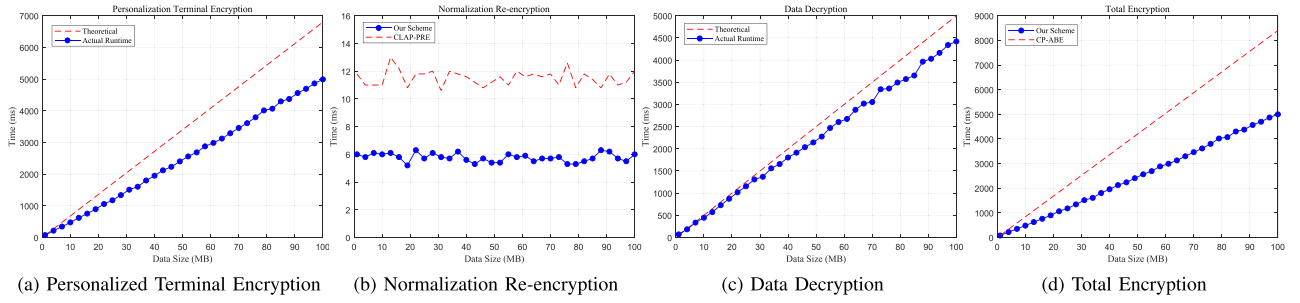 Personalization Terminal Encryption
Theoretical
Actual Runtime
Time (ms)
7000
6000
5000
4000
3000
2000
1000
0
0 10 20 30 40 50 60 70 80 90 100
Data Size (MB)
(a) Personalized Terminal Encryption
Normalization Re-encryption
Our Scheme
CLAP-PRE
Time (ms)
16
14
12
10
8
6
4
2
0
0 10 20 30 40 50 60 70 80 90 100
Data Size (MB)
(b) Normalization Re-encryption
Data Decryption
Theoretical
Actual Runtime
Time (ms)
5000
4500
4000
3500
3000
2500
2000
1500
1000
500
0
0 10 20 30 40 50 60 70 80 90 100
Data Size (MB)
(c) Data Decryption
Total Encryption
Our Scheme
CP-ABE
Time (ms)
9000
8000
7000
6000
5000
4000
3000
2000
1000
0
0 10 20 30 40 50 60 70 80 90 100
Data Size (MB)
(d) Total Encryption